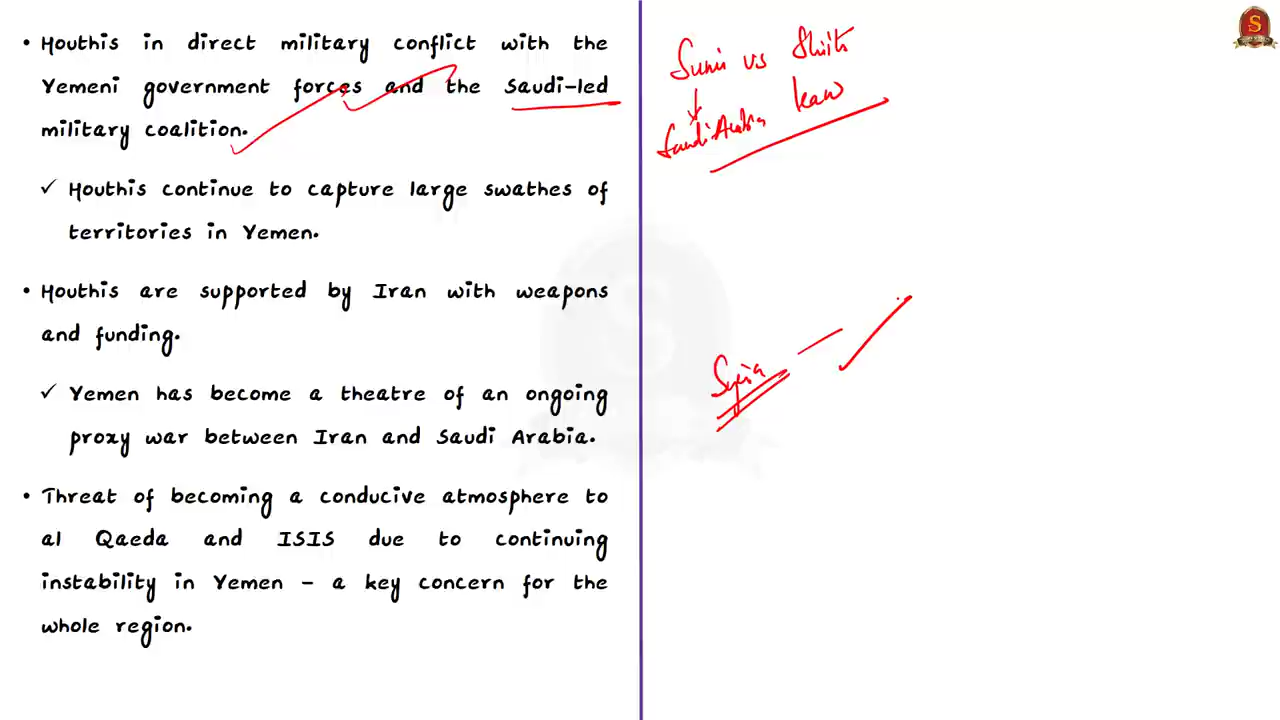 • Houthis in direct military conflict with the
Yemeni government forces and the Saudi-led
military coalition.
✓ Houthis continue to capture large swathes of
territories in Yemen.
• Houthis are supported by Iran with weapons
and funding.
✓ Yemen has become a theatre of an ongoing
proxy war between Iran and Saudi Arabia.
• Threat of becoming a conducive atmosphere to
al Qaeda and ISIS due to continuing
instability in Yemen – a key concern for the
whole region.
vs
Saudi Arabia
Syria
S